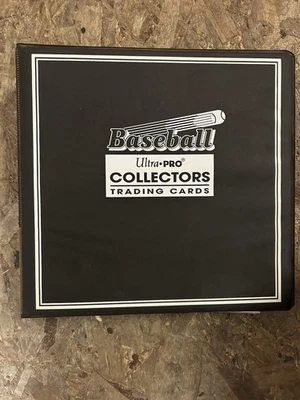 Baseball
Ultra•PRO®
COLLECTORS
TRADING CARDS